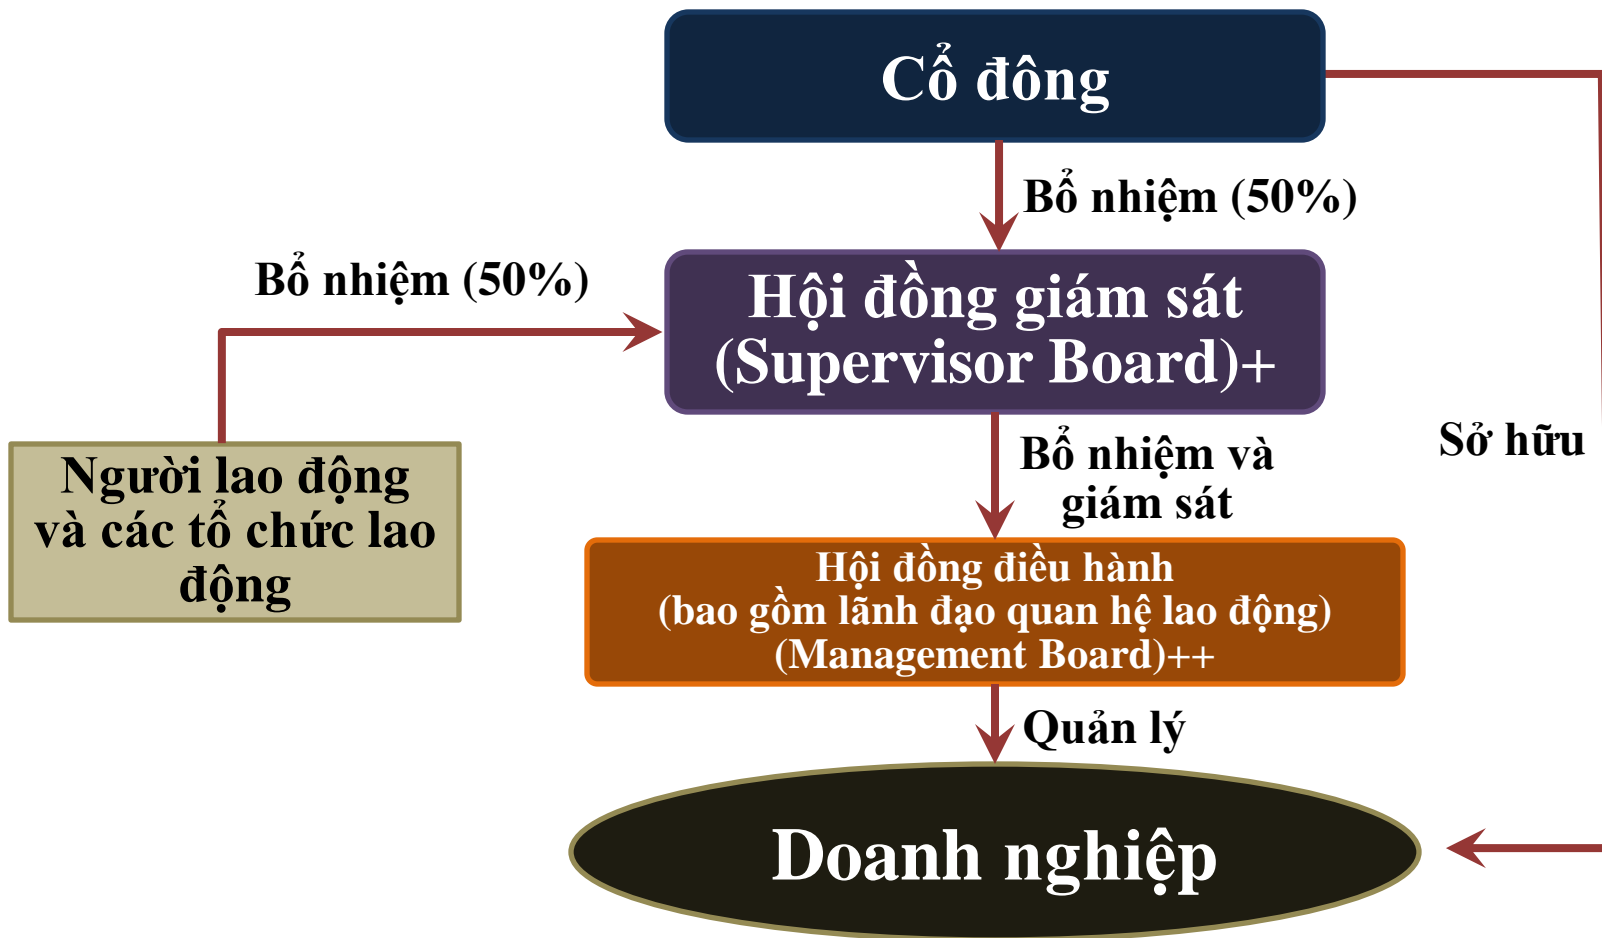 Cổ đông
Bổ nhiệm (50%)
Bổ nhiệm (50%)
Hội đồng giám sát
(Supervisor Board)+
Bổ nhiệm và
giám sát
Sở hữu
Người lao động
và các tổ chức lao
động
Hội đồng điều hành
(bao gồm lãnh đạo quan hệ lao động)
(Management Board)++
Quản lý
Doanh nghiệp